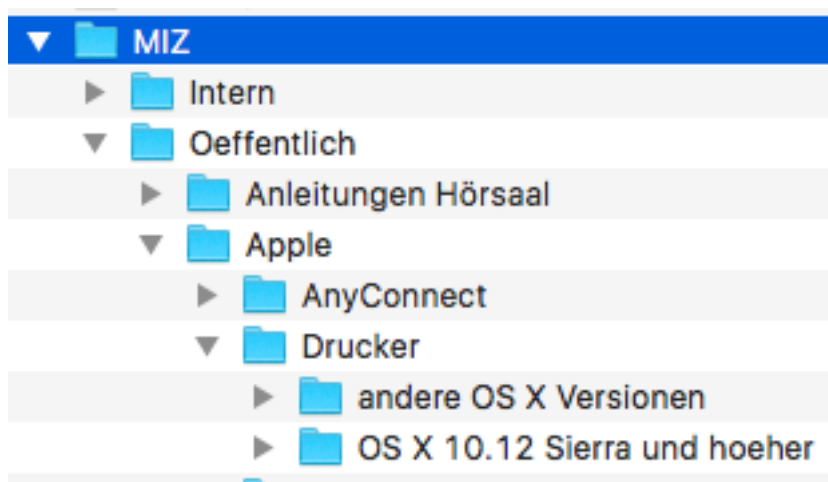 MIZ
Intern
Oeffentlich
Anleitungen Hörsaal
Apple
AnyConnect
Drucker
andere OS X Versionen
OS X 10.12 Sierra und hoeher